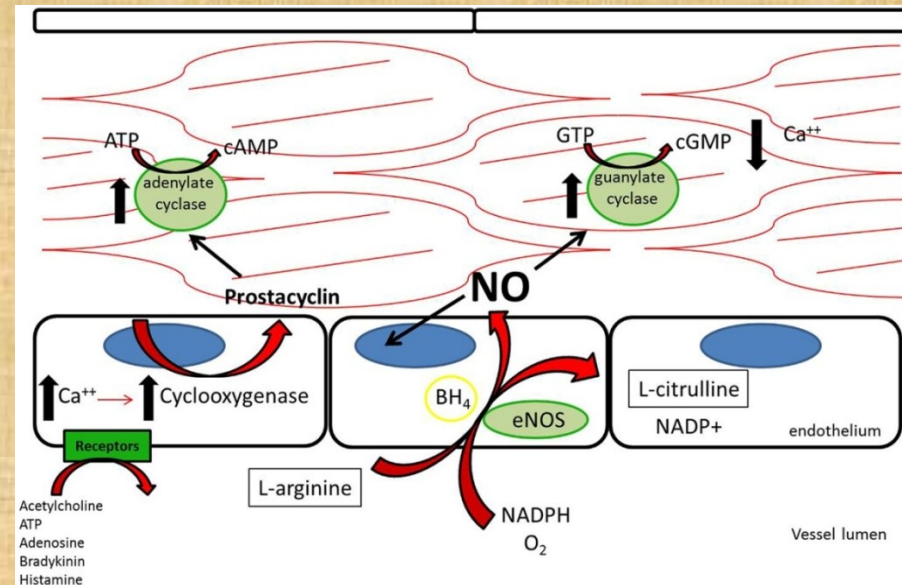 ATP
cAMP
adenylate
cyclase
GTP
cGMP
Ca++
guanylate
cyclase
Prostacyclin
NO
Ca++
Cyclooxygenase
BH4
eNOS
L-citrulline
NADP+
endothelium
Receptors
L-arginine
NADPH
O2
Acetylcholine
ATP
Adenosine
Bradykinin
Histamine
Vessel lumen